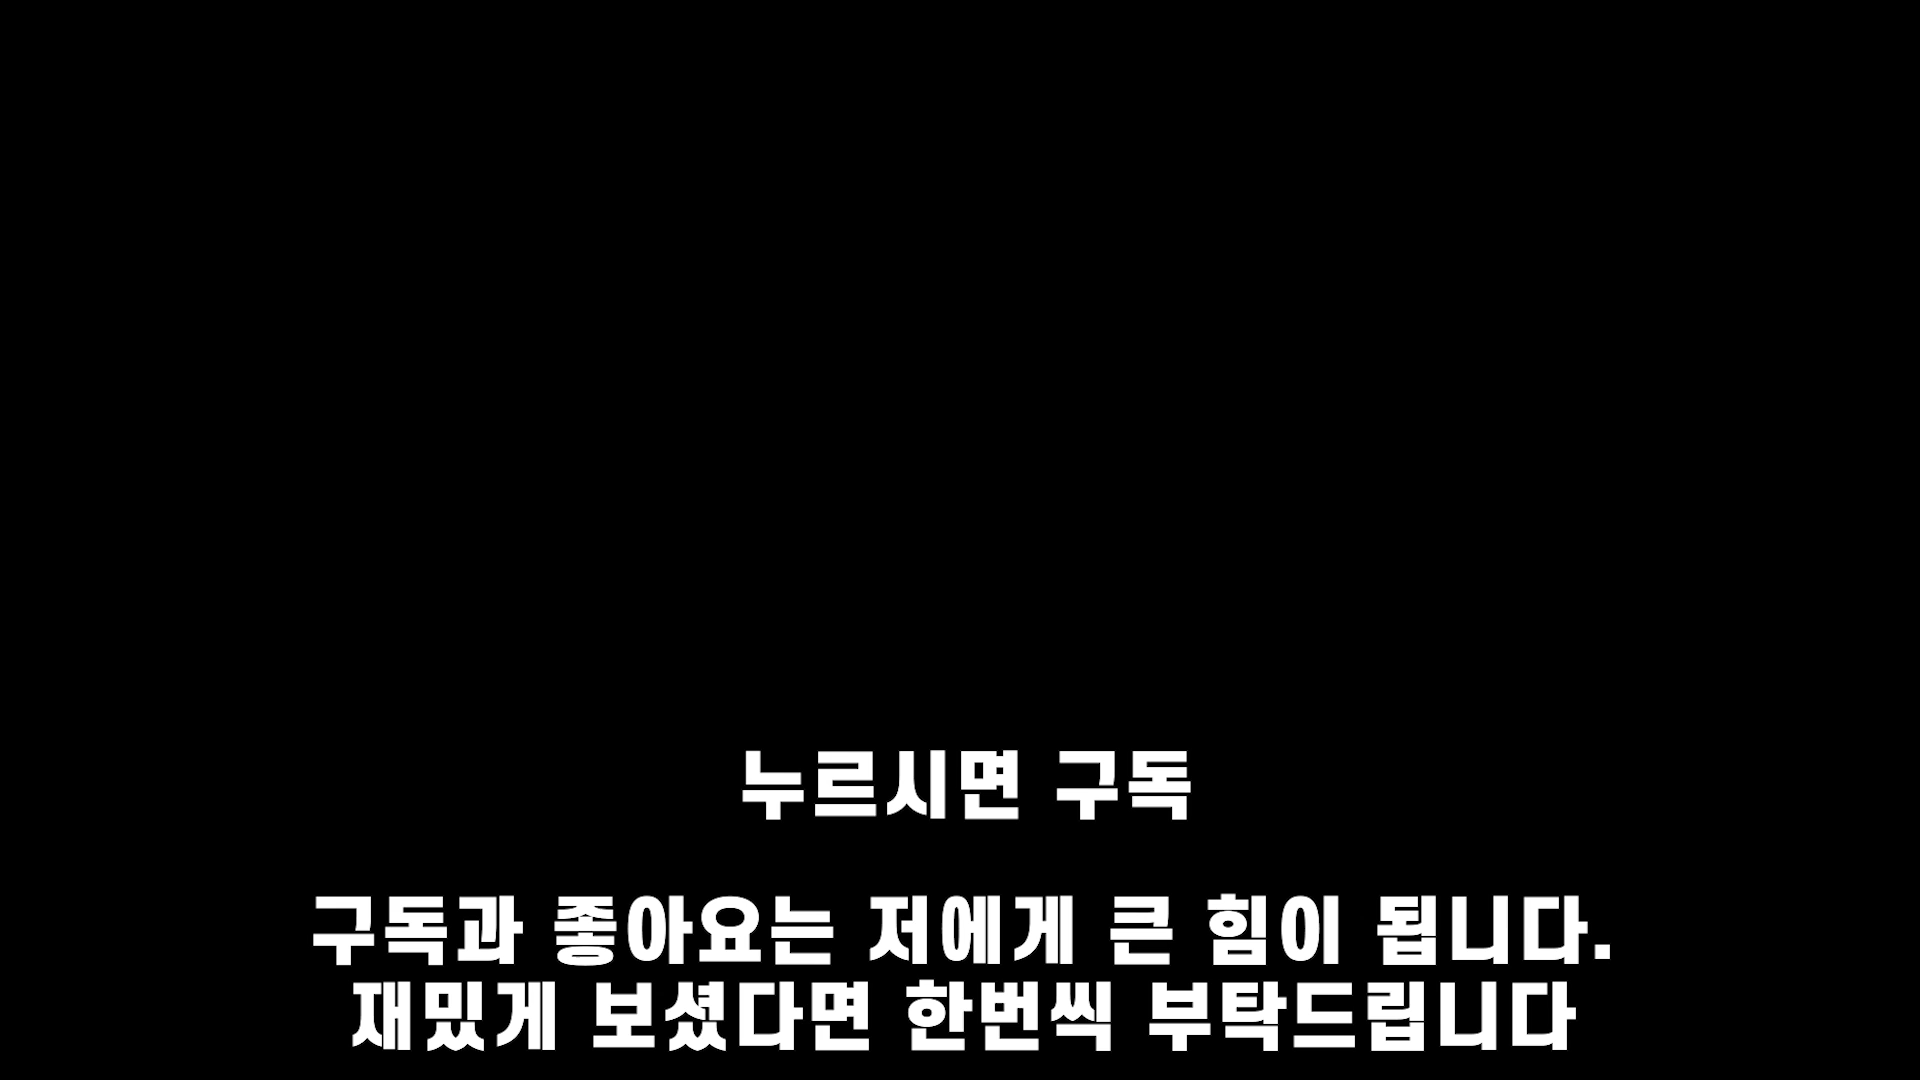 누르시면 구독
구독과 좋아요는 저에게 큰 힘이 됩니다.
재밌게 보셨다면 한번씩 부탁드립니다